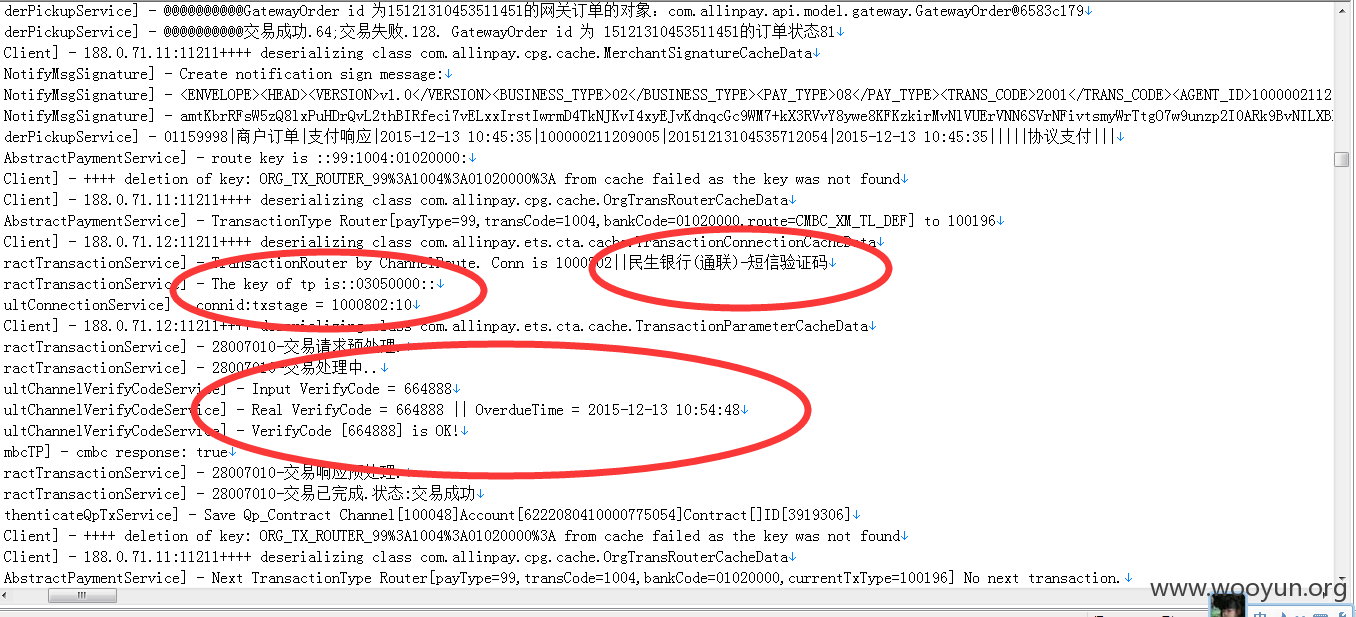 derPickupService] - @@@@@@@@@@GatewayOrder id 为15121310453511451的网关订单的对象: com.allinpay.api.model.gateway.GatewayOrder@6583c179↓
derPickupService] - @@@@@@@@@@交易成功.64;交易失败.128. GatewayOrder id 为 15121310453511451的订单状态81↓
Client] - 188.0.71.11:11211++++ deserializing class com.allinpay.cpg.cache.MerchantSignatureCacheData↓
NotifyMsgSignature] - Create notification sign message:↓
NotifyMsgSignature] - <ENVELOPE><HEAD><VERSION>v1.0</VERSION><BUSINESS_TYPE>02</BUSINESS_TYPE><PAY_TYPE>08</PAY_TYPE><TRANS_CODE>2001</TRANS_CODE><AGENT_ID>1000002112
NotifyMsgSignature] -
derPickupService] - 01159998|商户订单|支付响应|2015-12-13 10:45:35|100000211209005|20151213104535712054|2015-12-13 10:45:35|||||协议支付|||↓
AbstractPaymentService] - route key is ::99:1004:01020000:↓
Client] - ++++ deletion of key: ORG_TX_ROUTER_99%3A1004%3A01020000%3A from cache failed as the key was not found↓
Client] - 188.0.71.11:11211++++ deserializing class com.allinpay.cpg.cache.OrgTransRouterCacheData↓
AbstractPaymentService] - TransactionType Router[payType=99,transCode=1004,bankCode=01020000,route=CMBC_XM_TL_DEF] to 100196↓
Client] - 188.0.71.12:11211++++ deserializing class com.allinpay.ets.cta.cache.TransactionConnectionCacheData↓
ractTransactionService] - TransactionRouter by ChannelRoute. Conn is 1000802||民生银行(通联)-短信验证码↓
ractTransactionService] - The key of tp is::03050000::↓
ultConnectionService] - connid:txstage = 1000802:10↓
Client] - 188.0.71.12:11211++++ deserializing class com.allinpay.ets.cta.cache.TransactionParameterCacheData↓
ractTransactionService] - 28007010-交易请求预处理.↓
ractTransactionService] - 28007010-交易处理中..↓
ultChannelVerifyCodeService] - Input VerifyCode = 664888↓
ultChannelVerifyCodeService] - Real VerifyCode = 664888 || OverdueTime = 2015-12-13 10:54:48↓
ultChannelVerifyCodeService] - VerifyCode [664888] is OK!↓
mbcTP] - cmbc response: true↓
ractTransactionService] - 28007010-交易响应预处理.↓
ractTransactionService] - 28007010-交易已完成.状态:交易成功↓
thenticateQpTxService] - Save Qp_Contract Channel[100048]Account[6222080410000775054]Contract[]ID[3919306]↓
Client] - ++++ deletion of key: ORG_TX_ROUTER_99%3A1004%3A01020000%3A from cache failed as the key was not found↓
Client] - 188.0.71.11:11211++++ deserializing class com.allinpay.cpg.cache.OrgTransRouterCacheData↓
AbstractPaymentService] - Next TransactionType Router[payType=99,transCode=1004,bankCode=01020000,currentTxType=100196] No next transaction.↓
www.wooyun.org